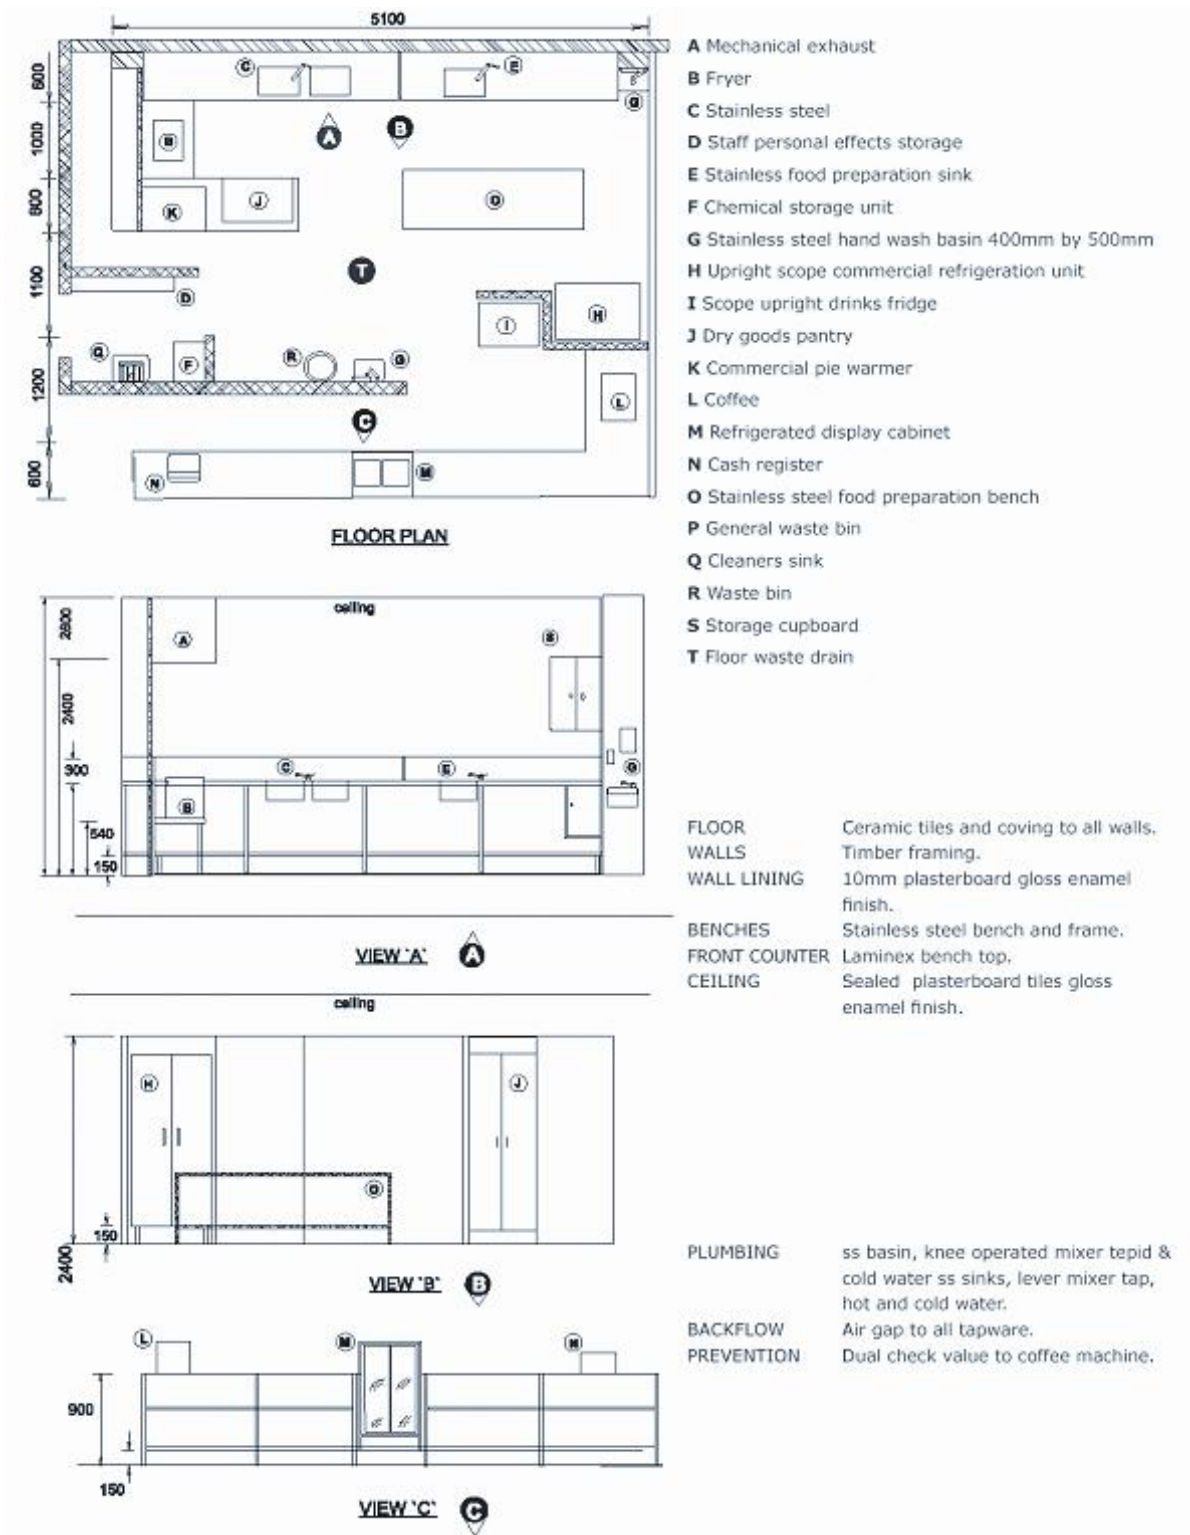 5100
600
1000
800
1100
1200
600
C
E
G
A
B
B
K
J
O
T
D
I
H
Q
F
R
G
L
C
N
M
FLOOR PLAN
A Mechanical exhaust
B Fryer
C Stainless steel
D Staff personal effects storage
E Stainless food preparation sink
F Chemical storage unit
G Stainless steel hand wash basin 400mm by 500mm
H Upright scope commercial refrigeration unit
I Scope upright drinks fridge
J Dry goods pantry
K Commercial pie warmer
L Coffee
M Refrigerated display cabinet
N Cash register
O Stainless steel food preparation bench
P General waste bin
Q Cleaners sink
R Waste bin
S Storage cupboard
T Floor waste drain
ceiling
2800
2400
900
540
150
A
S
C
E
G
B
VIEW "A" A
FLOOR Ceramic tiles and coving to all walls.
WALLS Timber framing.
WALL LINING 10mm plasterboard gloss enamel
finish.
BENCHES Stainless steel bench and frame.
FRONT COUNTER Laminex bench top.
CEILING Sealed plasterboard tiles gloss
enamel finish.
ceiling
H
J
O
150
2400
VIEW "B" B
PLUMBING ss basin, knee operated mixer tepid &
cold water ss sinks, lever mixer tap,
hot and cold water.
BACKFLOW Air gap to all tapware.
PREVENTION Dual check value to coffee machine.
L
M
N
900
150
VIEW "C" C